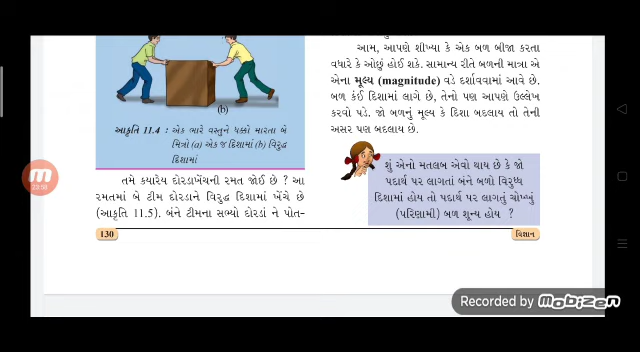 (b)
આકૃતિ 11.4 : એક ભારે વસ્તુને ધક્કો મારતા બે
મિત્રો (a) એક જ દિશામાં (b) વિરુદ્ધ
દિશામાં
તમે ક્યારેય દોરડાખેંચની રમત જોઈ છે ? આ
રમતમાં બે ટીમ દોરડાને વિરુદ્ધ દિશામાં ખેંચે છે
(આકૃતિ 11.5). બંને ટીમના સભ્યો દોરડાં ને પોત-
130
આમ, આપણે શીખ્યા કે એક બળ બીજા કરતા
વધારે કે ઓછું હોઈ શકે. સામાન્ય રીતે બળની માત્રા એ
એના મૂલ્ય (magnitude) વડે દર્શાવવામાં આવે છે.
બળ કંઈ દિશામાં લાગે છે, તેનો પણ આપણે ઉલ્લેખ
કરવો પડે. જો બળનું મૂલ્ય કે દિશા બદલાય તો તેની
અસર પણ બદલાય છે.
શું એનો મતલબ એવો થાય છે કે જો
પદાર્થ પર લાગતાં બંને બળો વિરુધ્ધ
દિશામાં હોય તો પદાર્થ પર લાગતું ચોખ્ખું
(પરિણામી) બળ શૂન્ય હોય ?
વિજ્ઞાન
M
23:58
Recorded by Mobizen